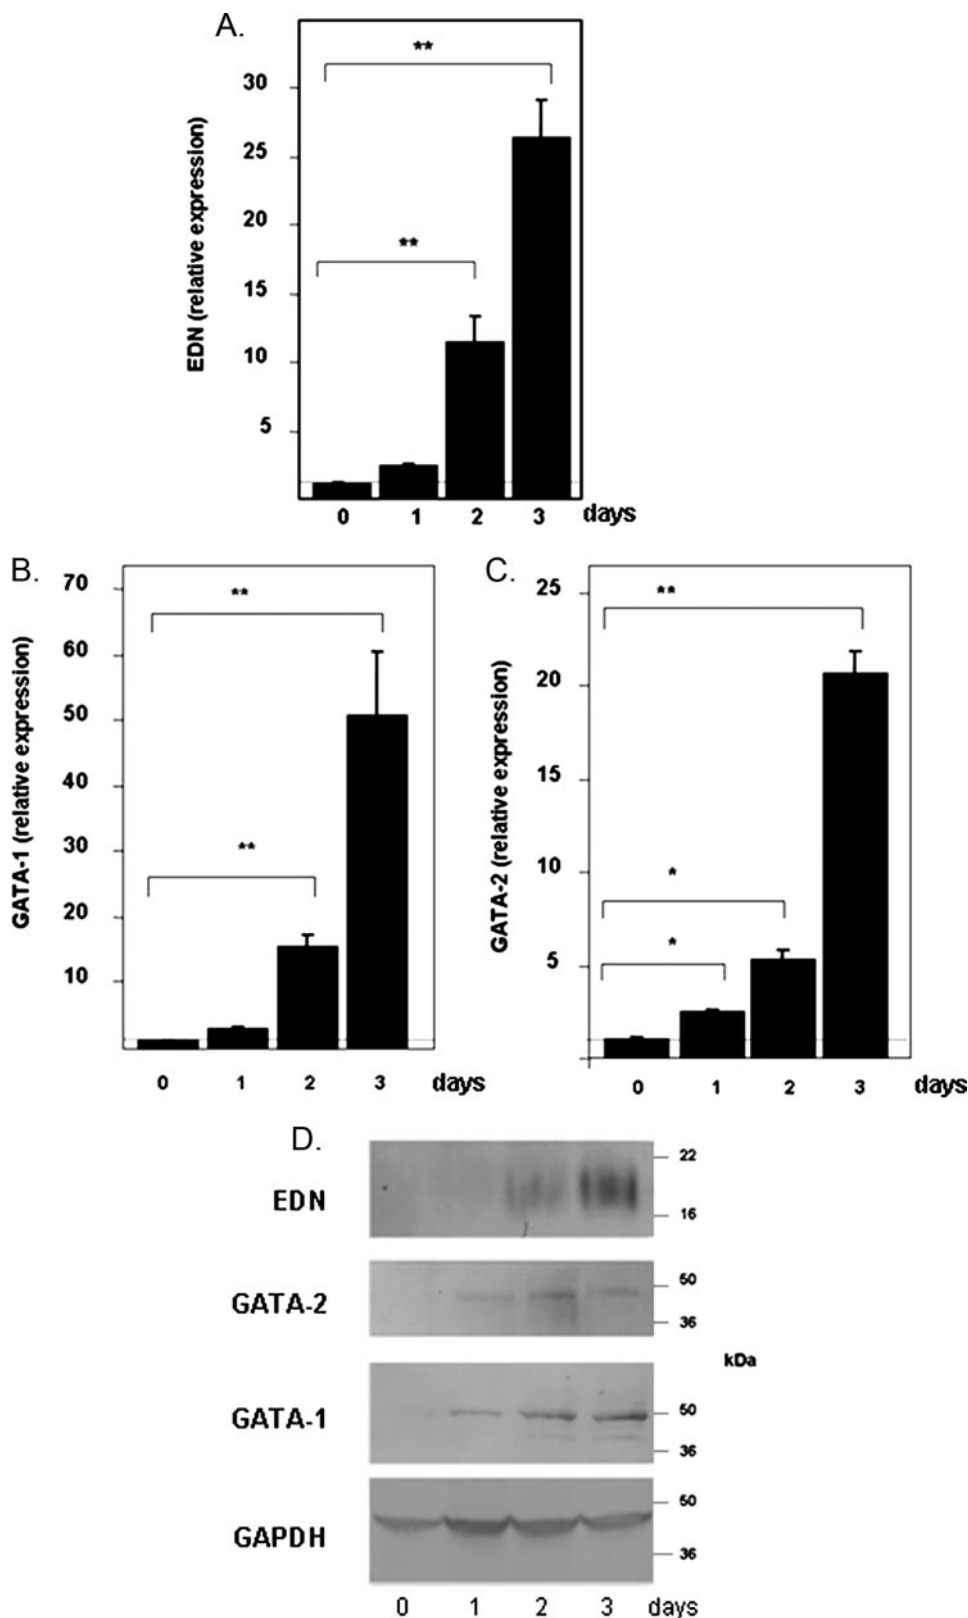 A.
EDN (relative expression)
30
25
20
15
10
5
**
**
0 1 2 3 days
B.
GATA-1 (relative expression)
70
60
50
40
30
20
10
**
**
0 1 2 3 days
C.
GATA-2 (relative expression)
25
20
15
10
5
**
*
*
0 1 2 3 days
D.
EDN
22
16
GATA-2
50
36
kDa
GATA-1
50
36
GAPDH
50
36
0 1 2 3 days